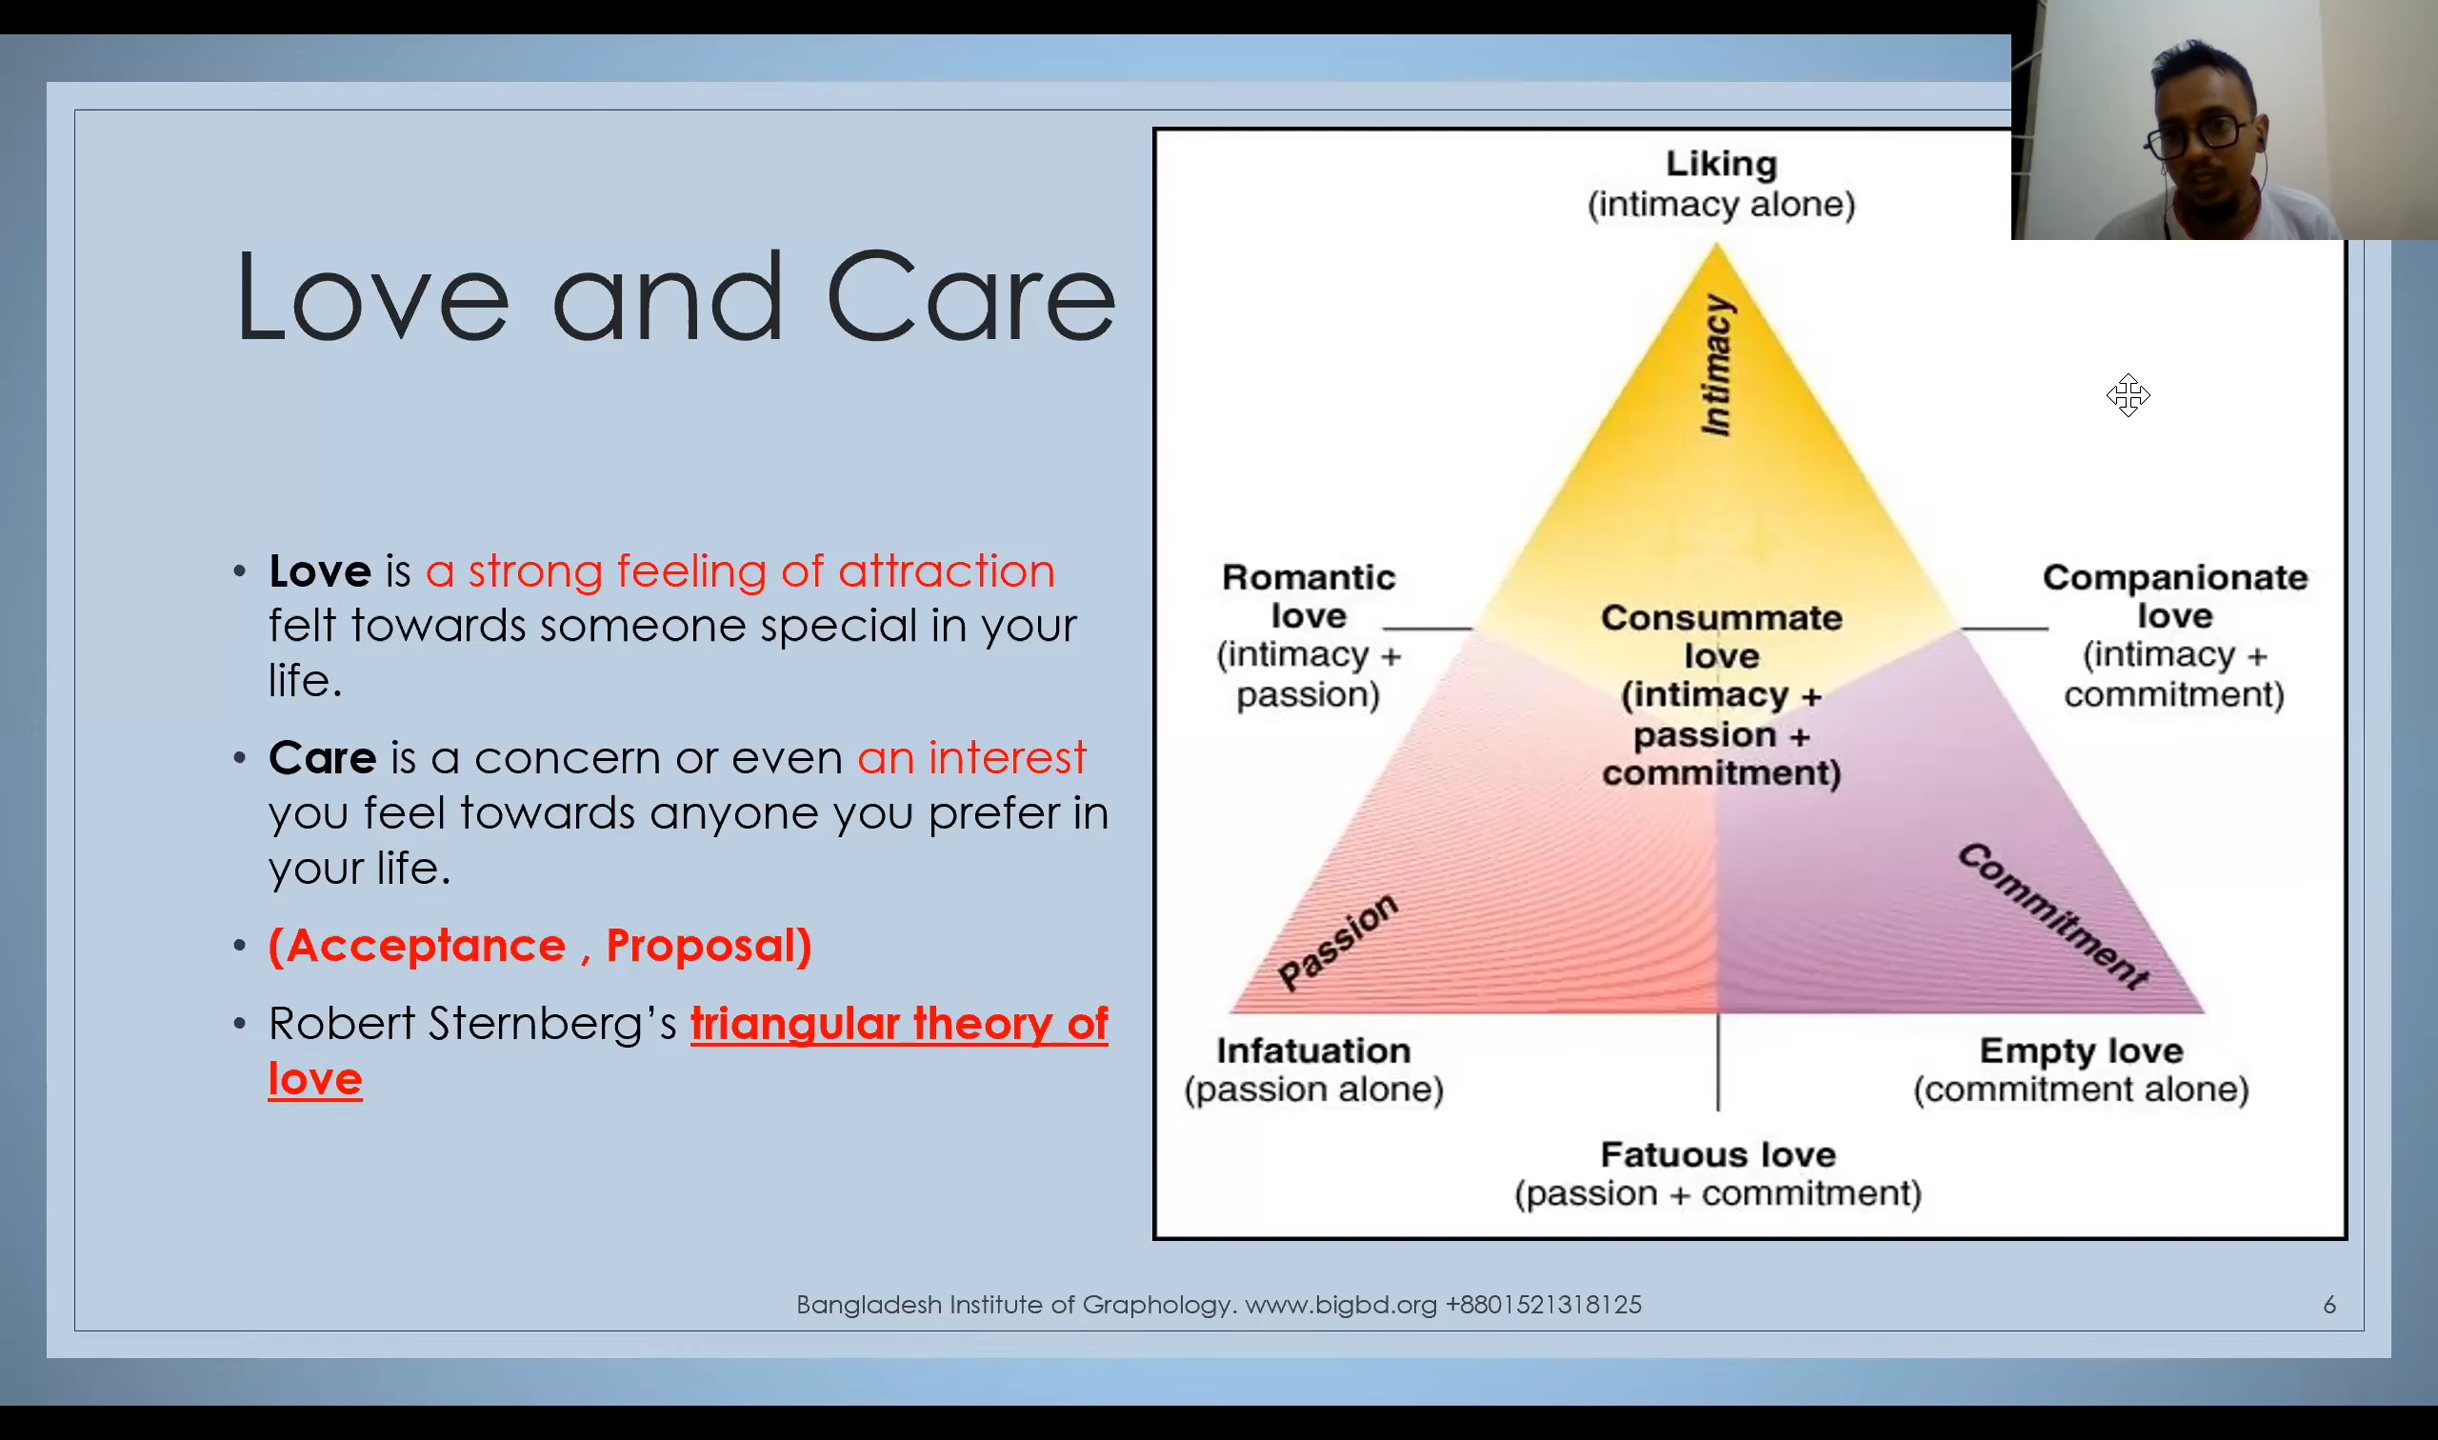 Love and Care
• Love is a strong feeling of attraction
felt towards someone special in your
life.
• Care is a concern or even an interest
you feel towards anyone you prefer in
your life.
• (Acceptance , Proposal)
• Robert Sternberg’s triangular theory of
love
Liking
(intimacy alone)
Intimacy
Romantic
love
(intimacy +
passion)
Consummate
love
(intimacy +
passion +
commitment)
Companionate
love
(intimacy +
commitment)
Passion
Commitment
Infatuation
(passion alone)
Empty love
(commitment alone)
Fatuous love
(passion + commitment)
Bangladesh Institute of Graphology. www.bigbd.org +8801521318125
6